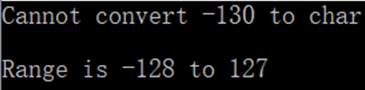 Cannot convert -130 to char
Range is -128 to 127